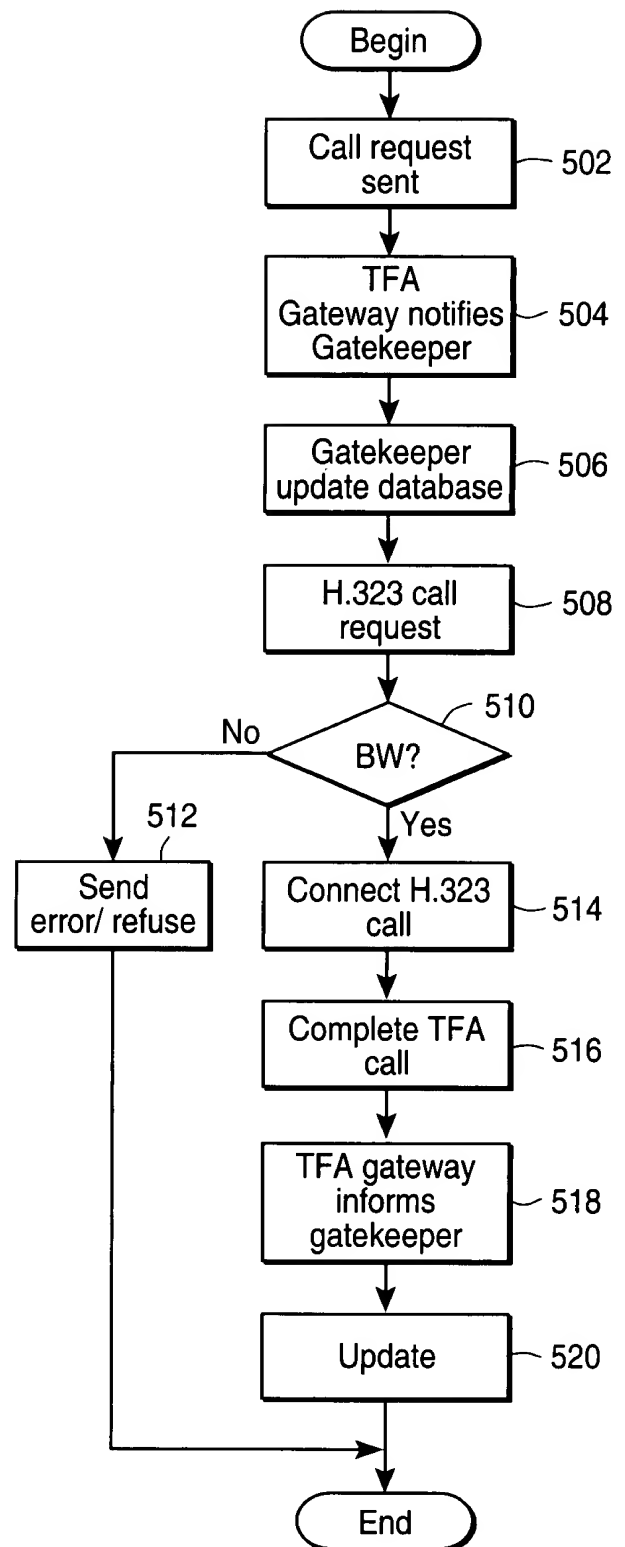 Begin
Call request
sent
502
TFA
Gateway notifies
Gatekeeper
504
Gatekeeper
update database
506
H.323 call
request
508
510
BW?
No
Yes
512
Send
error/ refuse
Connect H.323
call
514
Complete TFA
call
516
TFA gateway
informs
gatekeeper
518
Update
520
End